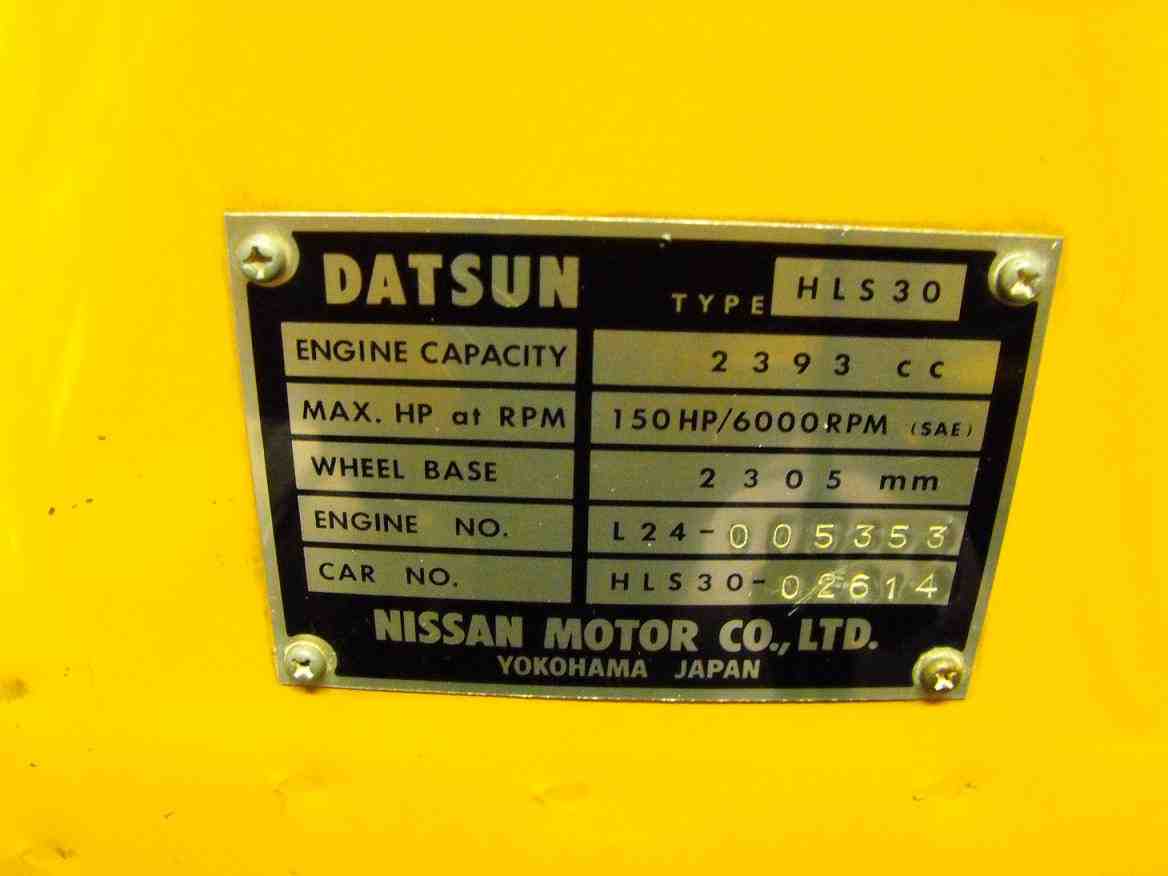 DATSUN TYPE HLS30
ENGINE CAPACITY 2393 cc
MAX. HP at RPM 150HP/6000RPM (SAE)
WHEEL BASE 2305 mm
ENGINE NO. L24-005353
CAR NO. HLS30-02614
NISSAN MOTOR CO., LTD.
YOKOHAMA JAPAN